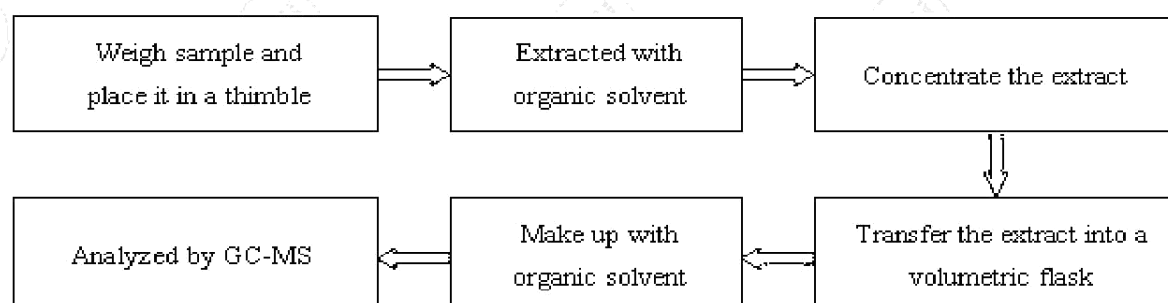 Weigh sample and
place it in a thimble
Extracted with
organic solvent
Concentrate the extract
Transfer the extract into a
volumetric flask
Make up with
organic solvent
Analyzed by GC-MS